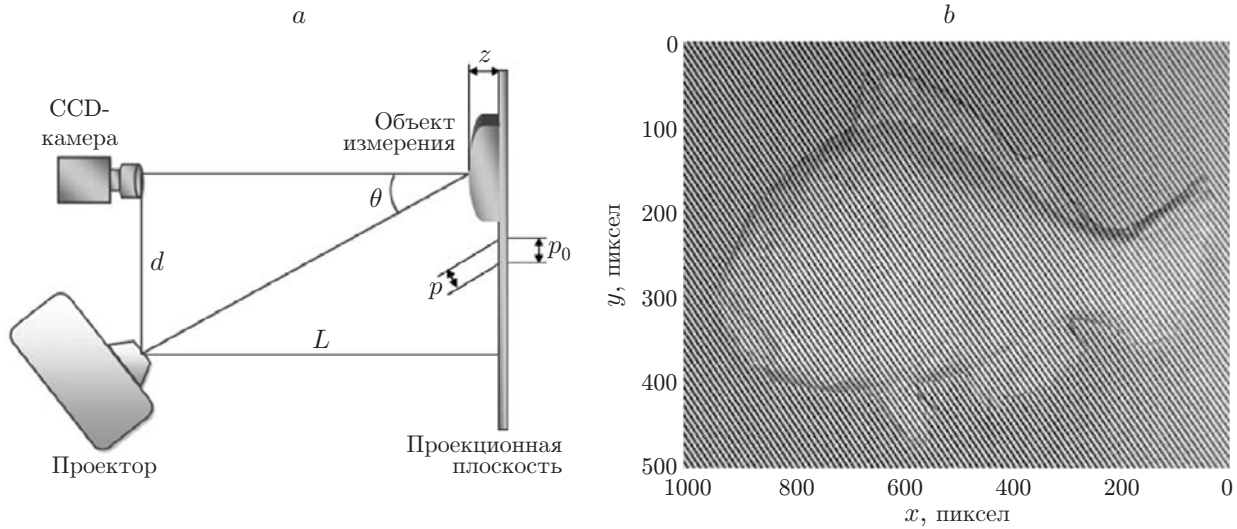 a
z
CCD-
камера
Объект
измерения
θ
d
p₀
p
L
Проектор
Проекционная
плоскость
b
0
100
200
300
400
500
y, пиксел
1000
800
600
400
200
0
x, пиксел